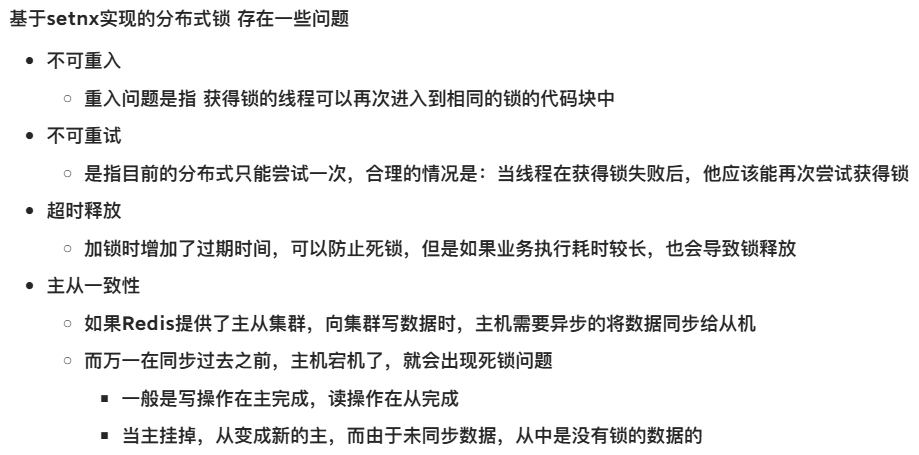 基于setnx实现的分布式锁 存在一些问题
不可重入
重入问题是指 获得锁的线程可以再次进入到相同的锁的代码块中
不可重试
是指目前的分布式只能尝试一次，合理的情况是：当线程在获得锁失败后，他应该能再次尝试获得锁
超时释放
加锁时增加了过期时间，可以防止死锁，但是如果业务执行耗时较长，也会导致锁释放
主从一致性
如果Redis提供了主从集群，向集群写数据时，主机需要异步的将数据同步给从机
而万一在同步过去之前，主机宕机了，就会出现死锁问题
一般是写操作在主完成，读操作在从完成
当主挂掉，从变成新的主，而由于未同步数据，从中是没有锁的数据的